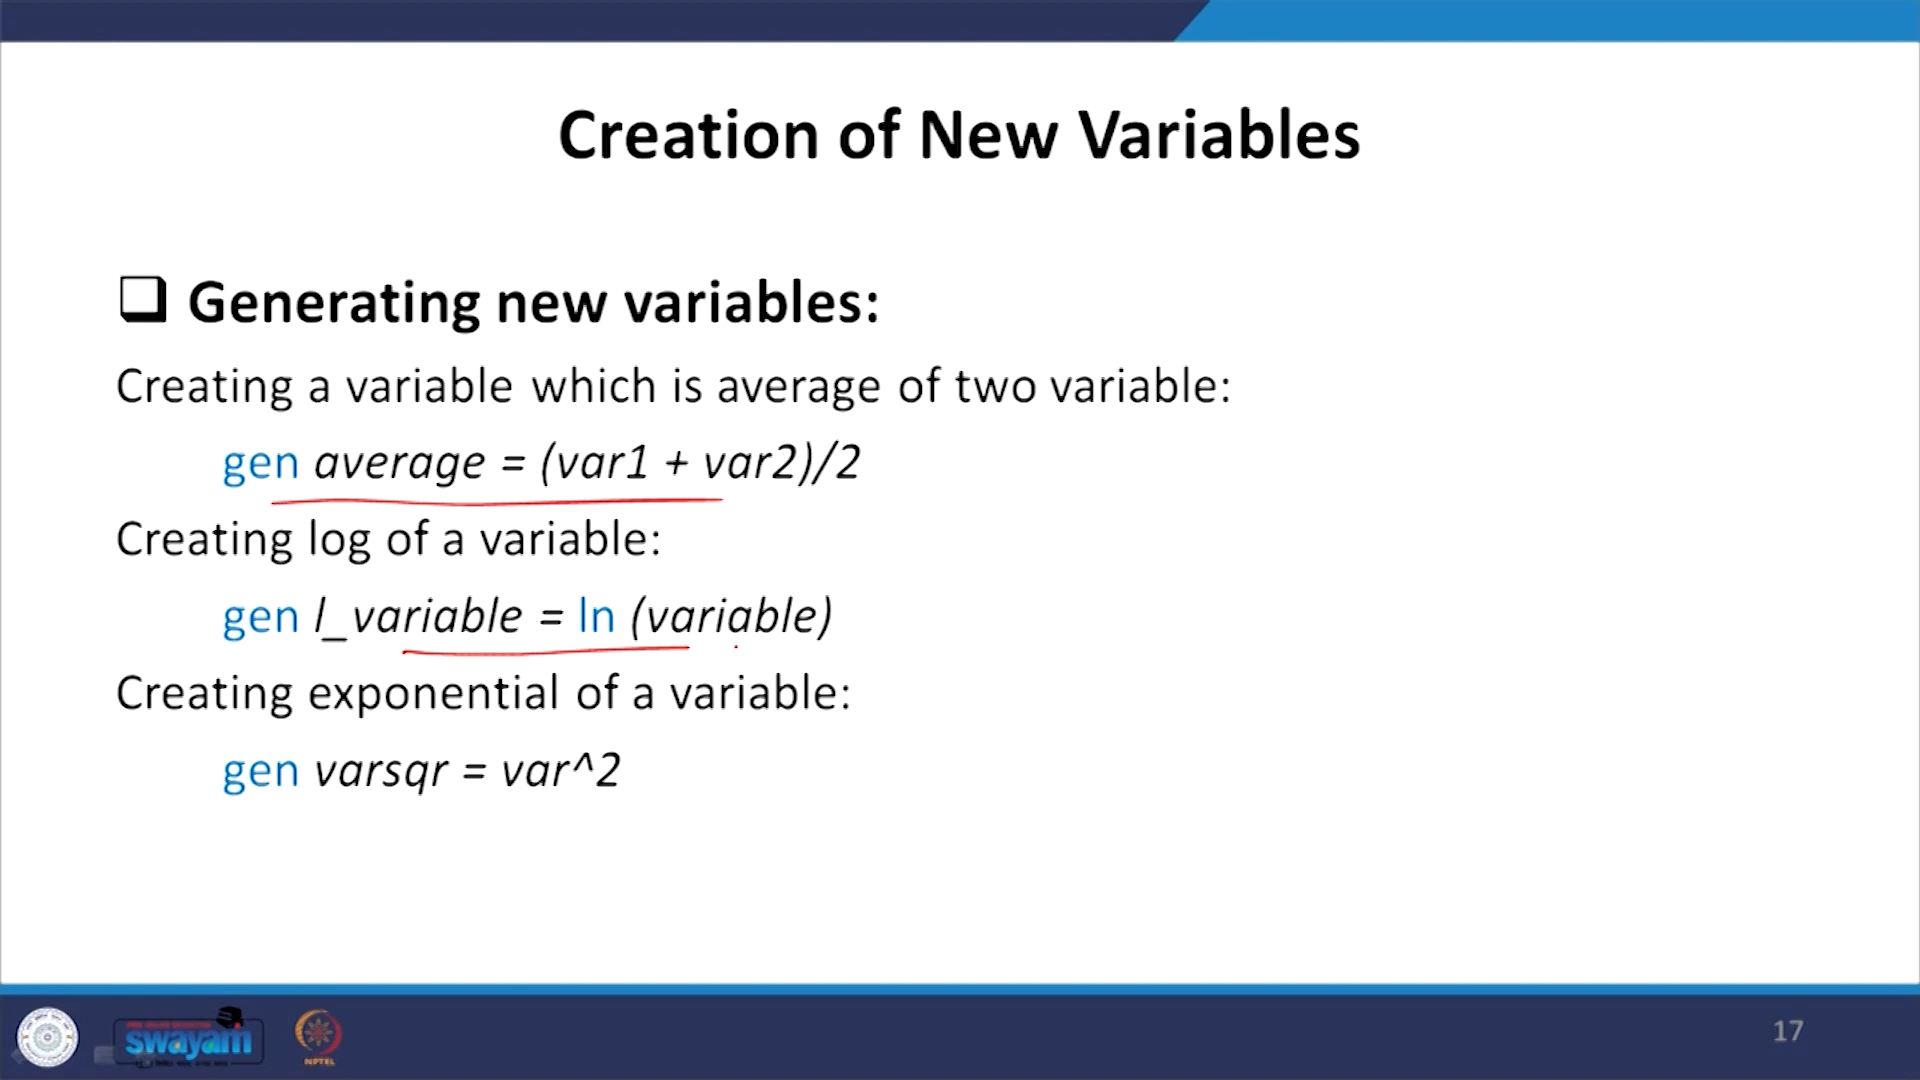 Creation of New Variables
Generating new variables:
Creating a variable which is average of two variable:
gen average = (var1 + var2)/2
Creating log of a variable:
gen l_variable = ln (variable)
Creating exponential of a variable:
gen varsqr = var^2
swayam
NPTEL
17